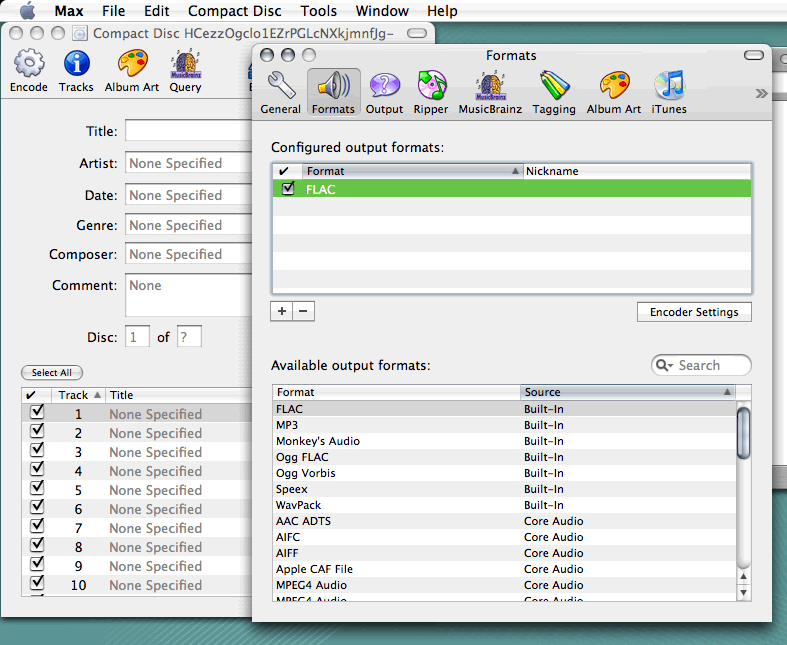 Max File Edit Compact Disc Tools Window Help
Compact Disc HCezzOgclo1EZrPGLcNXkjmnfJg-
Encode Tracks Album Art Query
MusicBrainz
Title:
Artist: None Specified
Date: None Specified
Genre: None Specified
Composer: None Specified
Comment: None
Disc: 1 of ?
Select All
Track Title
1 None Specified
2 None Specified
3 None Specified
4 None Specified
5 None Specified
6 None Specified
7 None Specified
8 None Specified
9 None Specified
10 None Specified
Formats
General Formats Output Ripper MusicBrainz Tagging Album Art iTunes
MusicBrainz
Configured output formats:
Format Nickname
FLAC
+ −
Encoder Settings
Available output formats:
Search
Format Source
FLAC Built-In
MP3 Built-In
Monkey's Audio Built-In
Ogg FLAC Built-In
Ogg Vorbis Built-In
Speex Built-In
WavPack Built-In
AAC ADTS Core Audio
AIFC Core Audio
AIFF Core Audio
Apple CAF File Core Audio
MPEG4 Audio Core Audio
MPEG4 Audio Core Audio